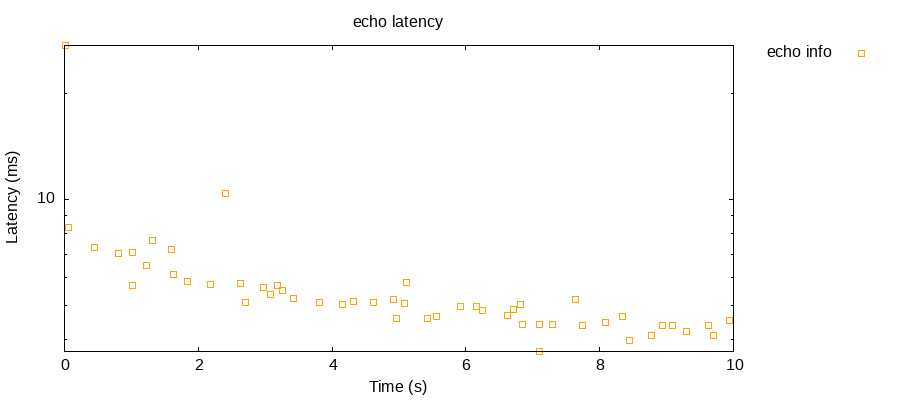 echo latency
echo info
Latency (ms)
10
0 2 4 6 8 10
Time (s)